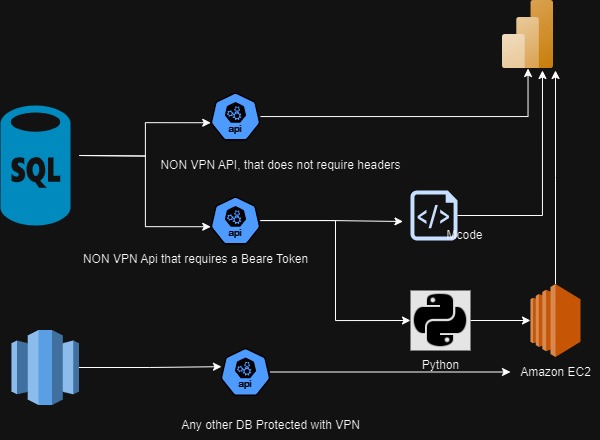 SQL
api
NON VPN API, that does not require headers
api
NON VPN Api that requires a Beare Token
Mcode
Python
Amazon EC2
api
Any other DB Protected with VPN